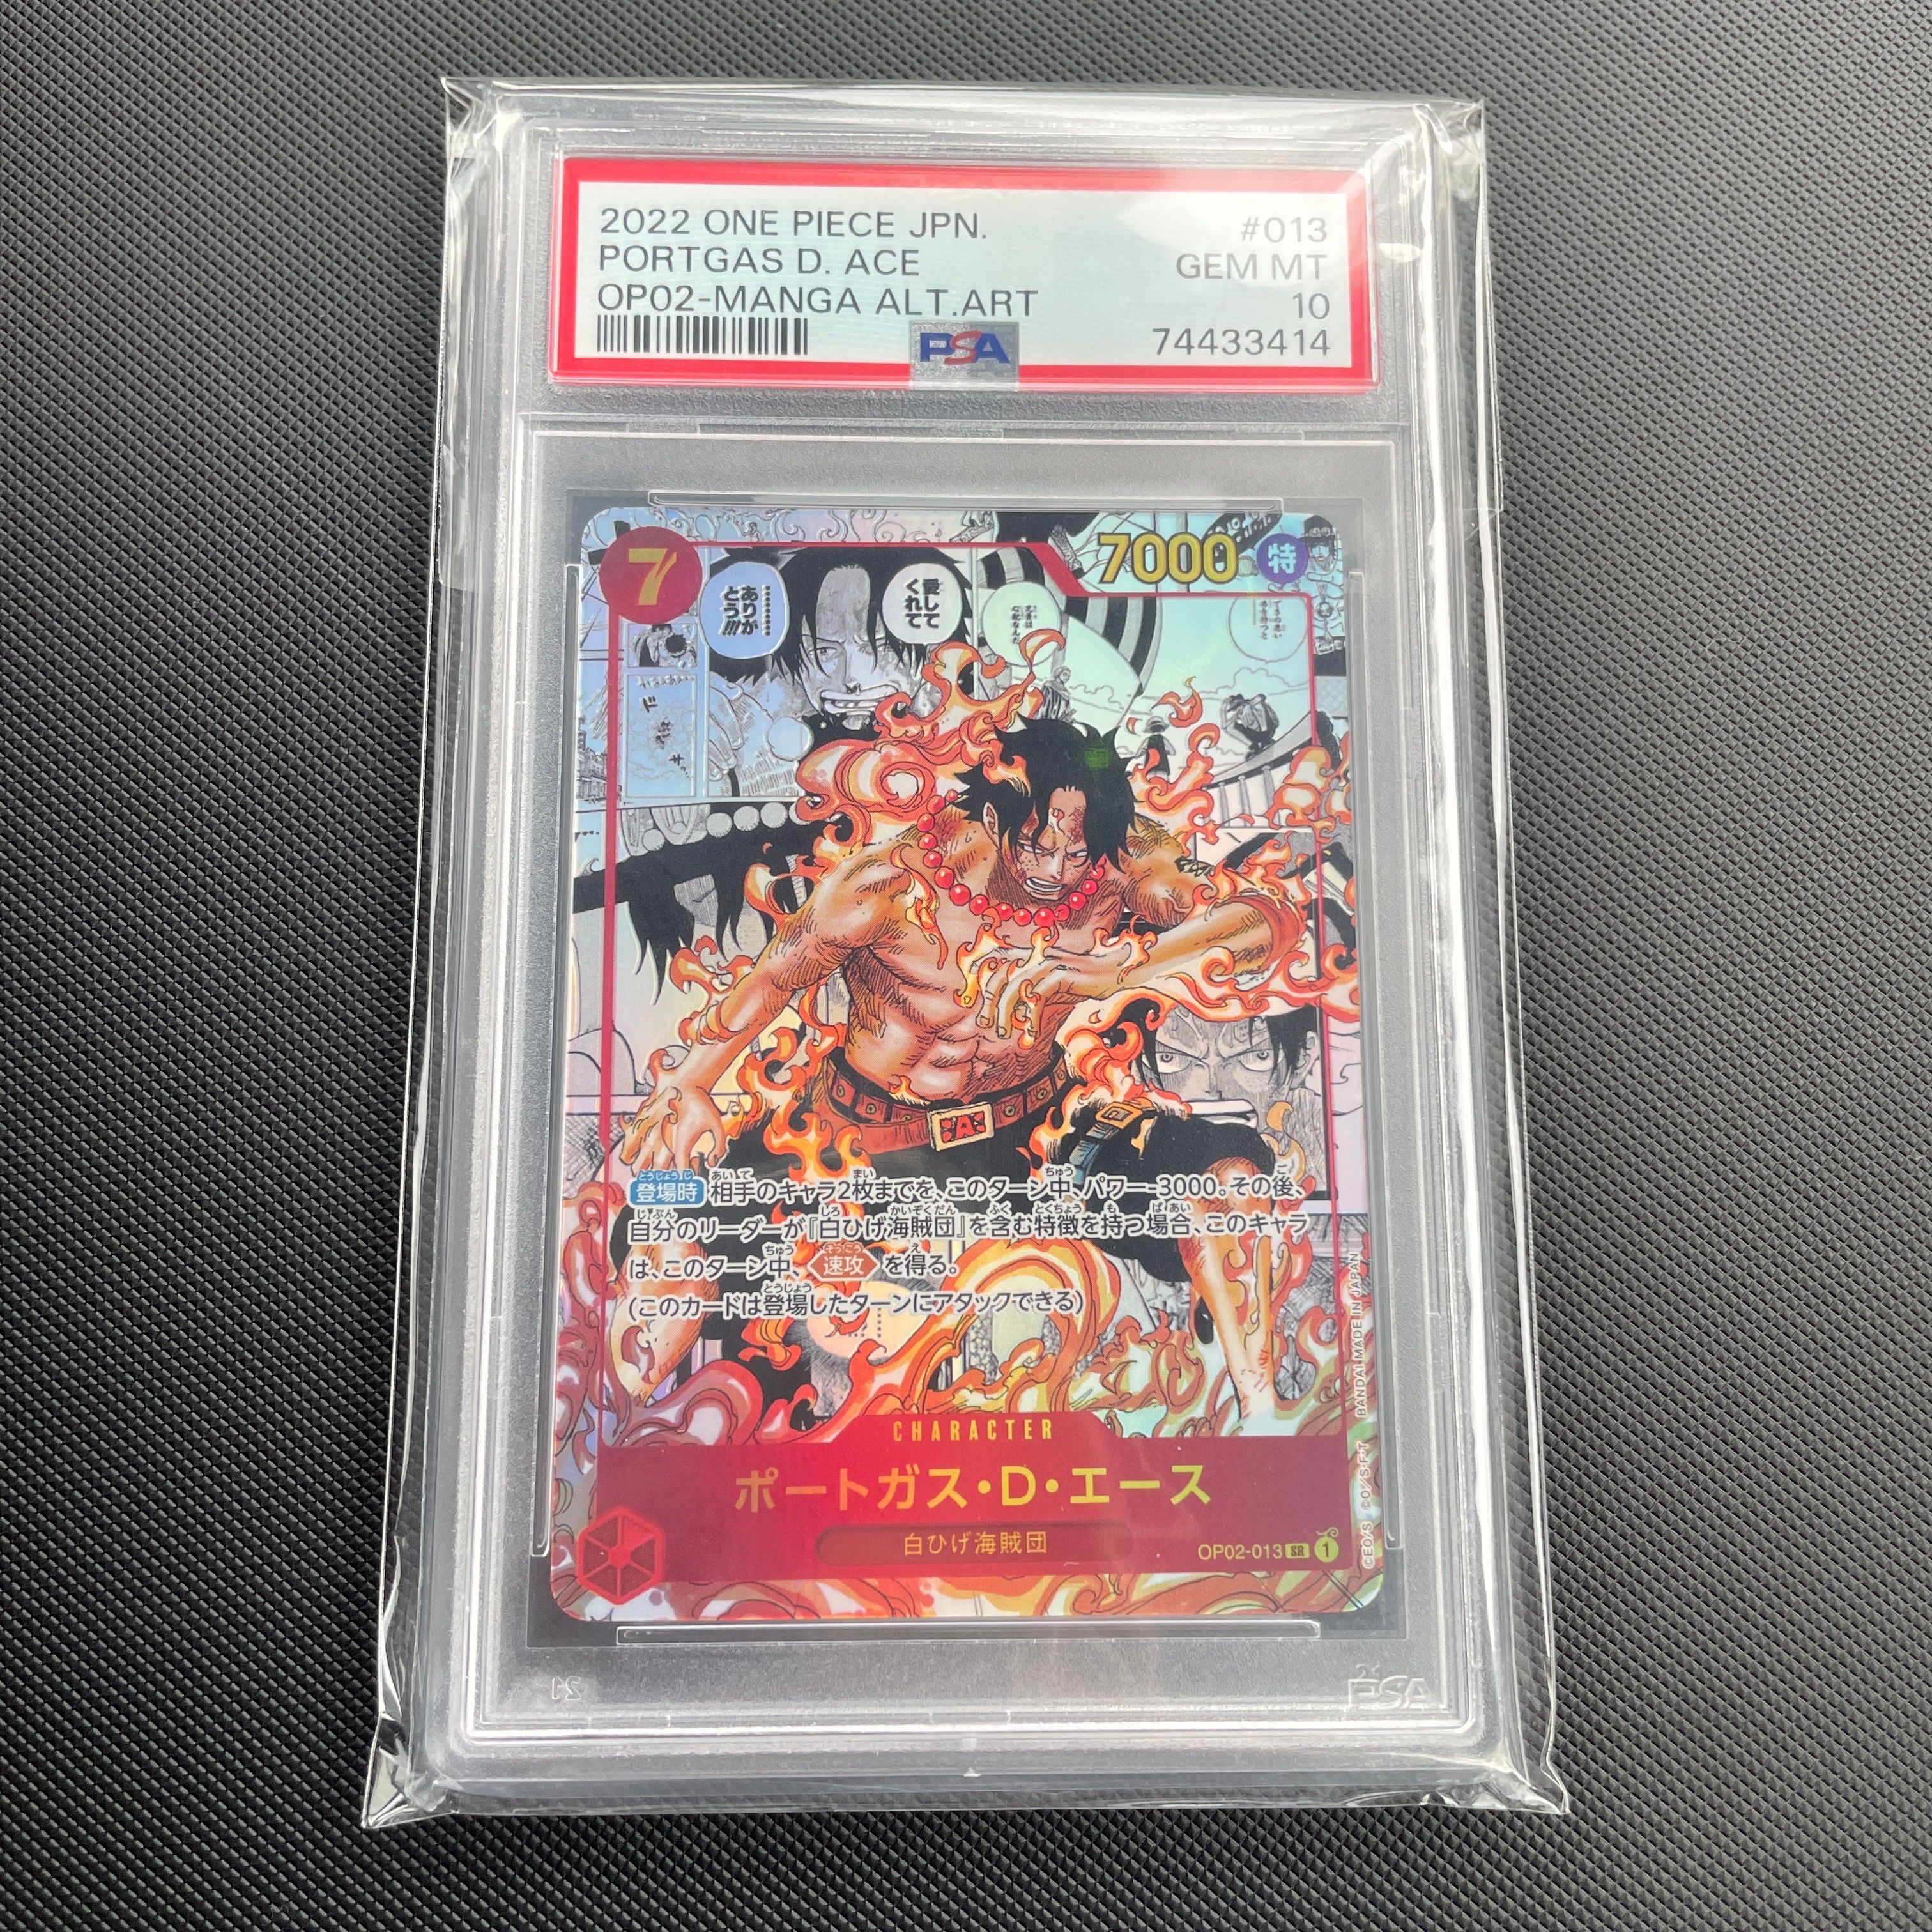 2022 ONE PIECE JPN. #013
PORTGAS D. ACE GEM MT
OP02-MANGA ALT.ART 10
PSA 74433414
7
7000 特
愛して
くれて
………
ありが
とう!!!
ド
登場時 相手のキャラ2枚までを、このターン中、パワー-3000。その後、
自分のリーダーが『白ひげ海賊団』を含む特徴を持つ場合、このキャラ
は、このターン中、速攻を得る。
(このカードは登場したターンにアタックできる)
CHARACTER
ポートガス・D・エース
白ひげ海賊団
OP02-013 SR 1
©EO/S ©O/S・F・T BANDAI MADE IN JAPAN
A
PSA